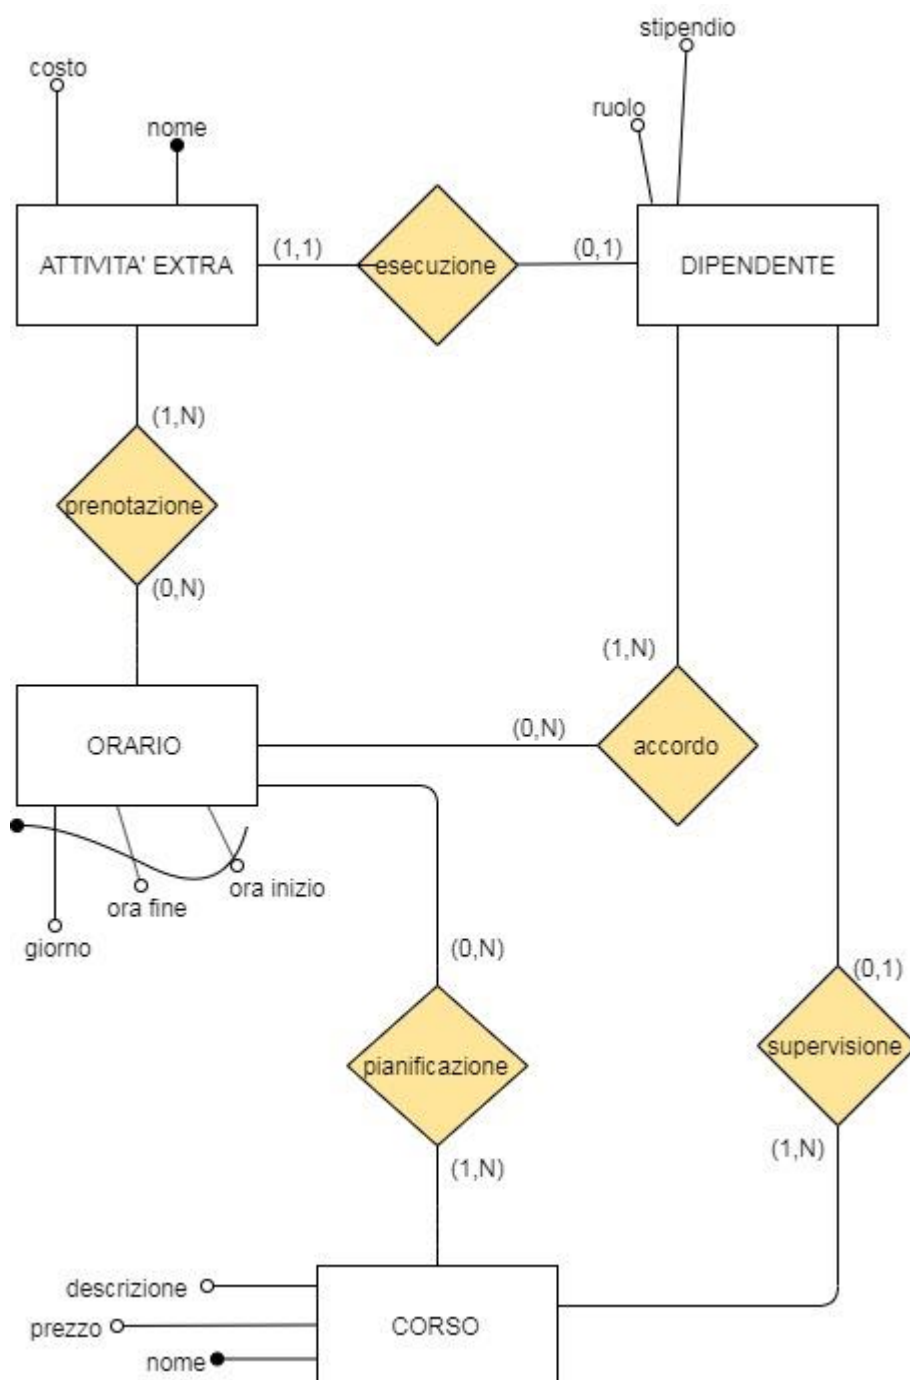 stipendio
costo
ruolo
nome
ATTIVITA' EXTRA
(1,1)
esecuzione
(0,1)
DIPENDENTE
(1,N)
prenotazione
(0,N)
(1,N)
ORARIO
(0,N)
accordo
ora inizio
ora fine
giorno
(0,N)
(0,1)
supervisione
pianificazione
(1,N)
(1,N)
descrizione
prezzo
CORSO
nome